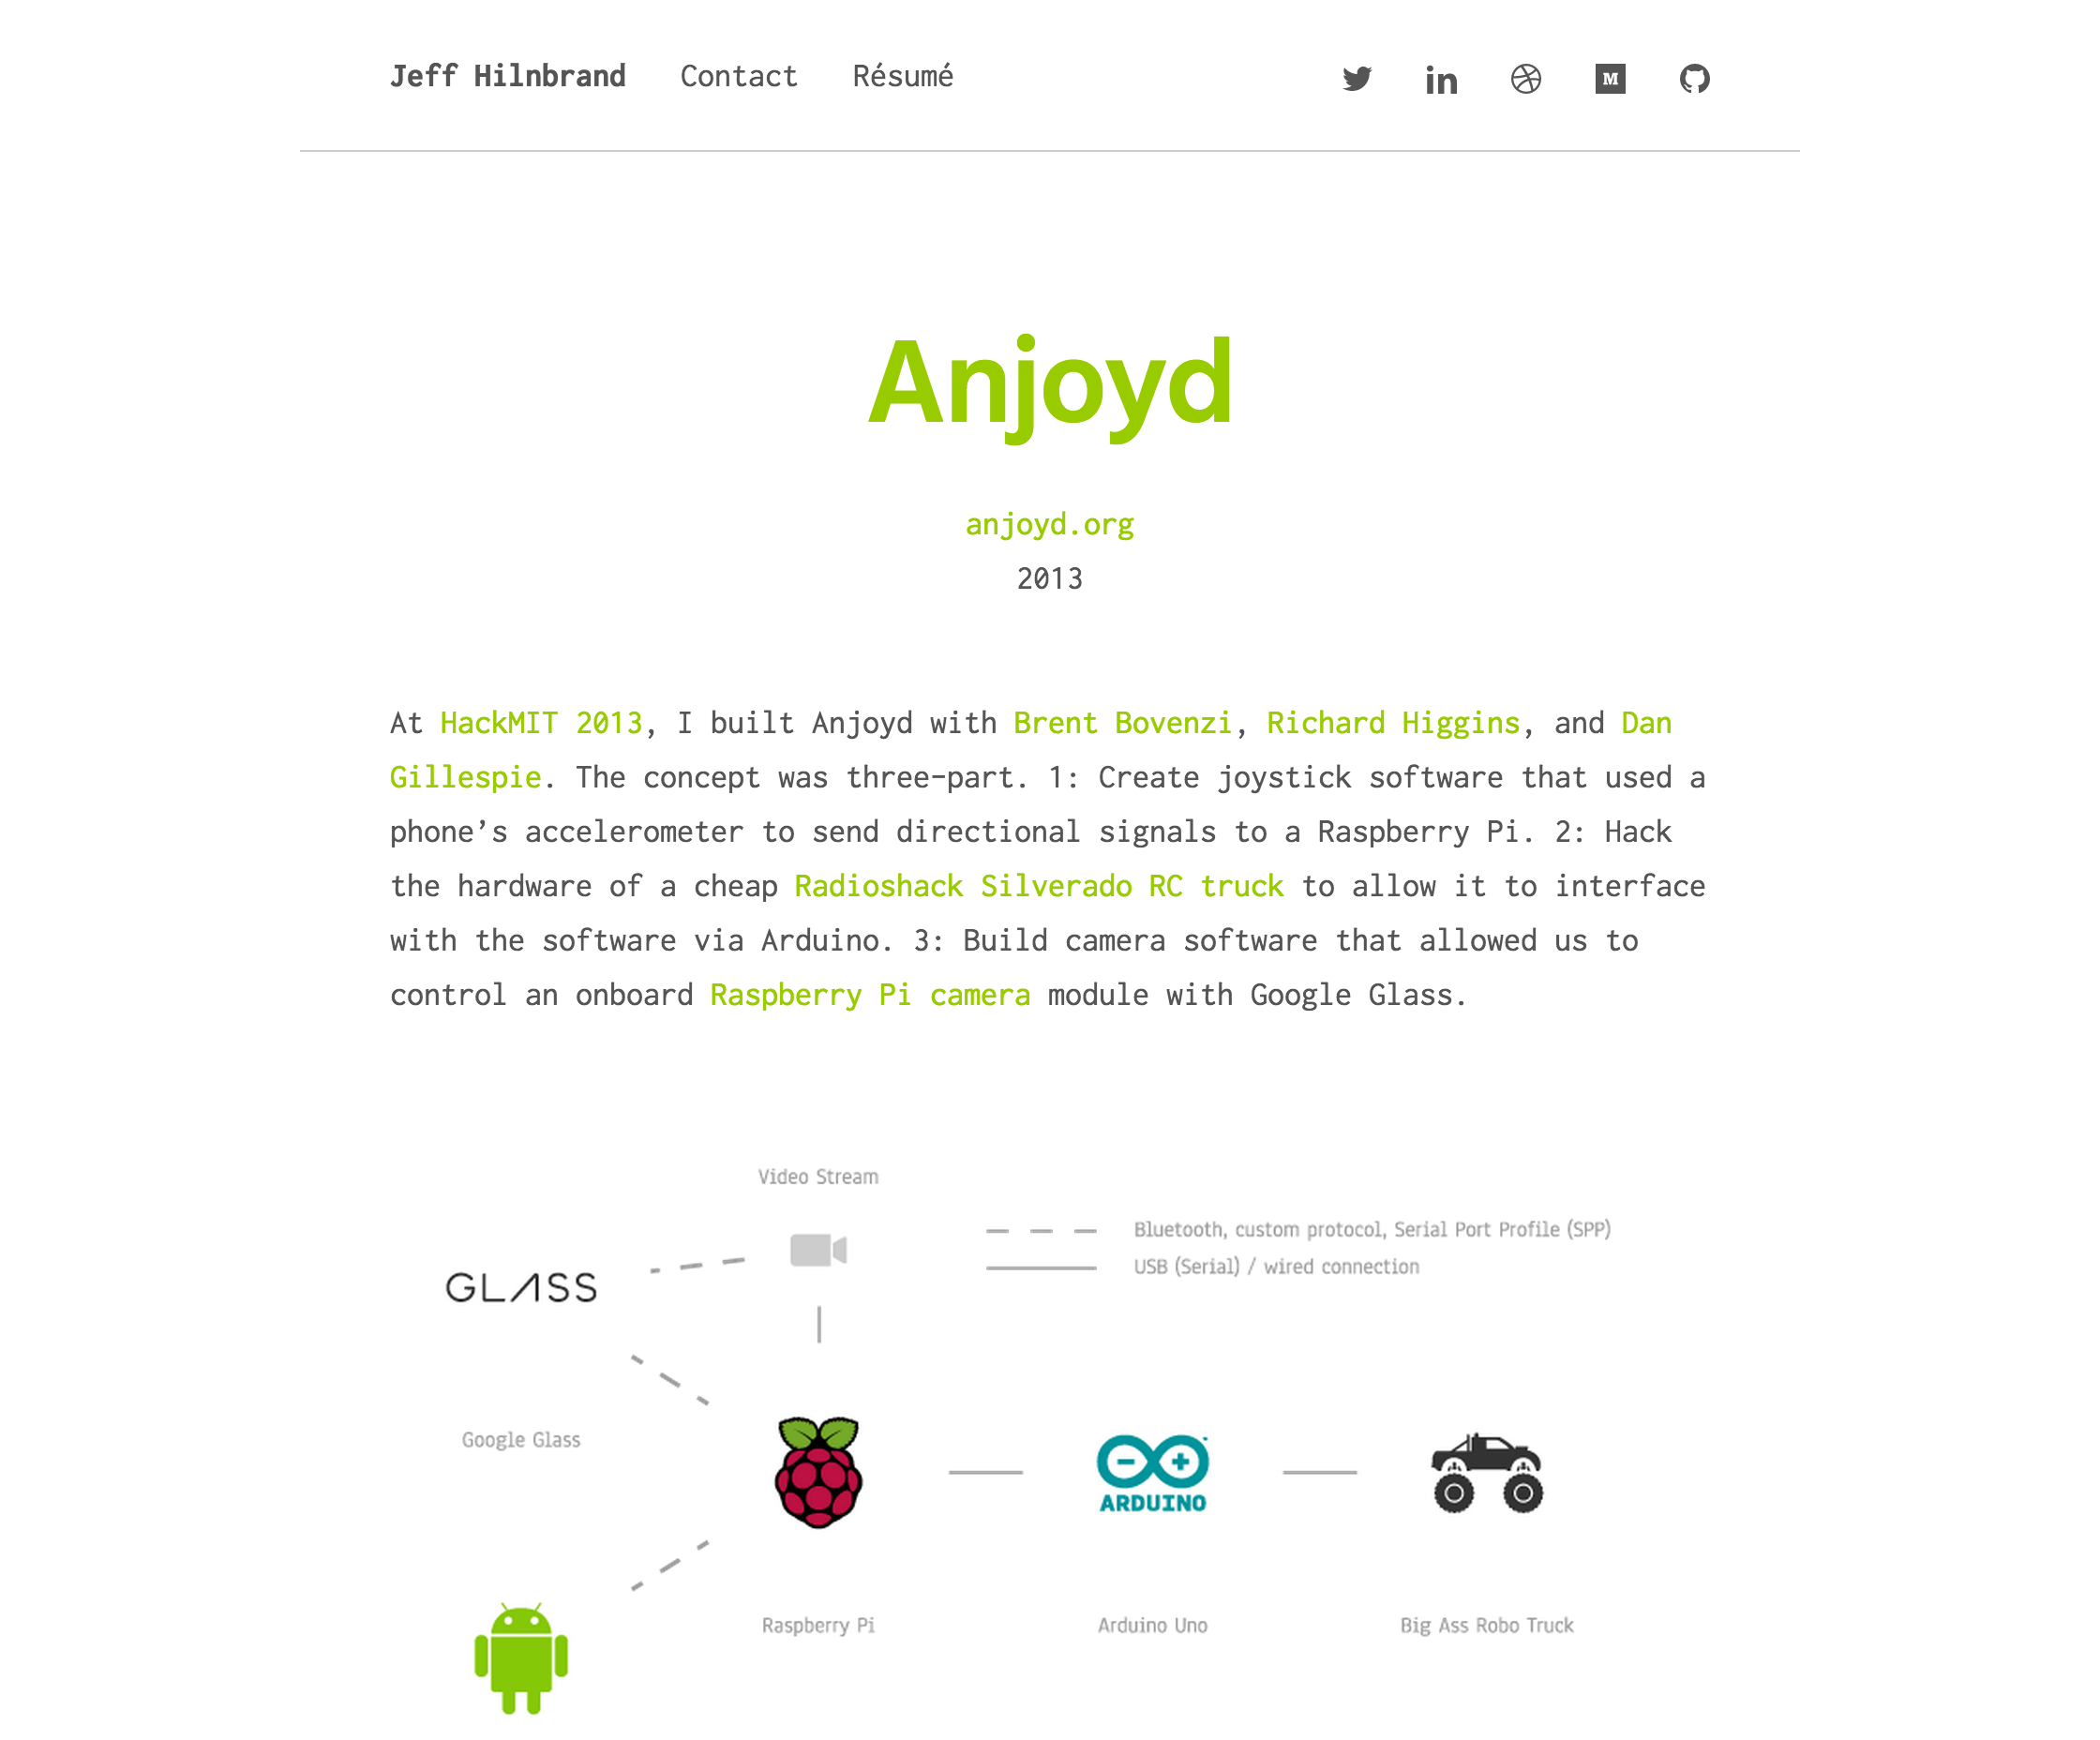 Jeff Hilnbrand Contact Résumé
M
Anjoyd
anjoyd.org
2013
At HackMIT 2013, I built Anjoyd with Brent Bovenzi, Richard Higgins, and Dan
Gillespie. The concept was three-part. 1: Create joystick software that used a
phone’s accelerometer to send directional signals to a Raspberry Pi. 2: Hack
the hardware of a cheap Radioshack Silverado RC truck to allow it to interface
with the software via Arduino. 3: Build camera software that allowed us to
control an onboard Raspberry Pi camera module with Google Glass.
Video Stream
Bluetooth, custom protocol, Serial Port Profile (SPP)
USB (Serial) / wired connection
GLASS
Google Glass
ARDUINO
Raspberry Pi
Arduino Uno
Big Ass Robo Truck